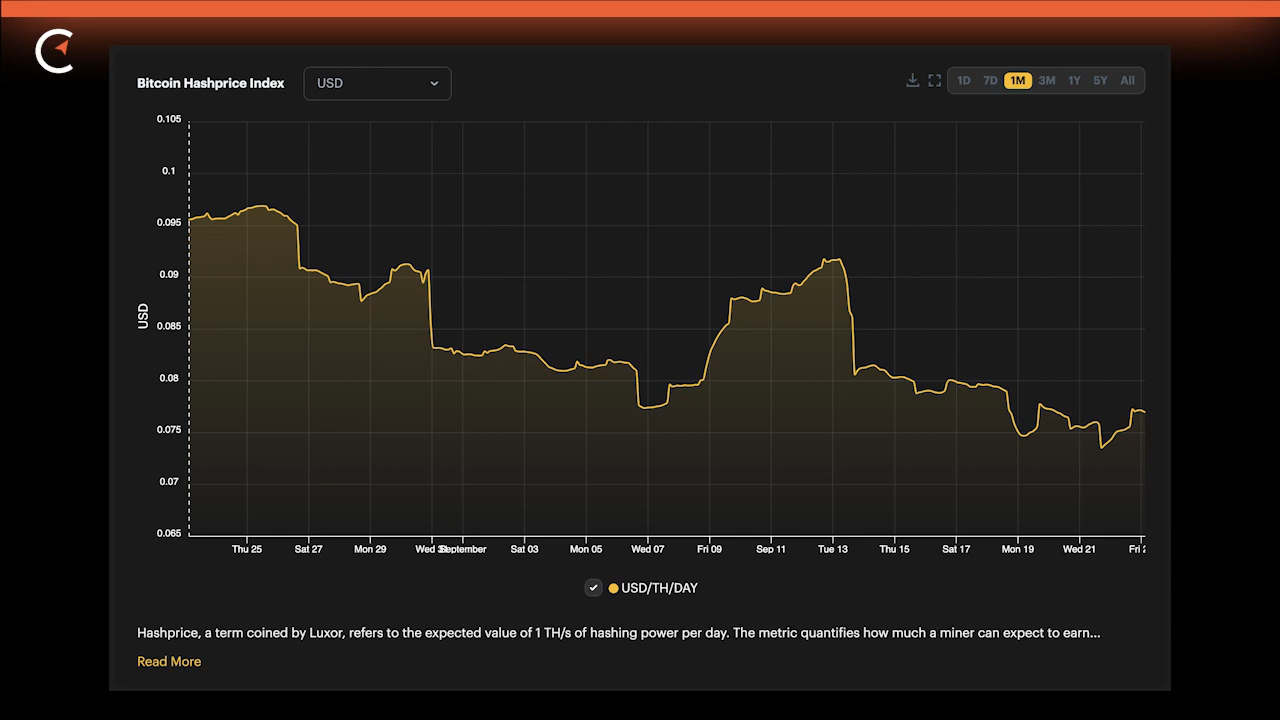 Bitcoin Hashprice Index
USD
1D 7D 1M 3M 1Y 5Y All
0.105
0.1
0.095
0.09
0.085
0.08
0.075
0.07
0.065
USD
Thu 25 Sat 27 Mon 29 Wed September Sat 03 Mon 05 Wed 07 Fri 09 Sep 11 Tue 13 Thu 15 Sat 17 Mon 19 Wed 21 Fri
USD/TH/DAY
Hashprice, a term coined by Luxor, refers to the expected value of 1 TH/s of hashing power per day. The metric quantifies how much a miner can expect to earn...
Read More